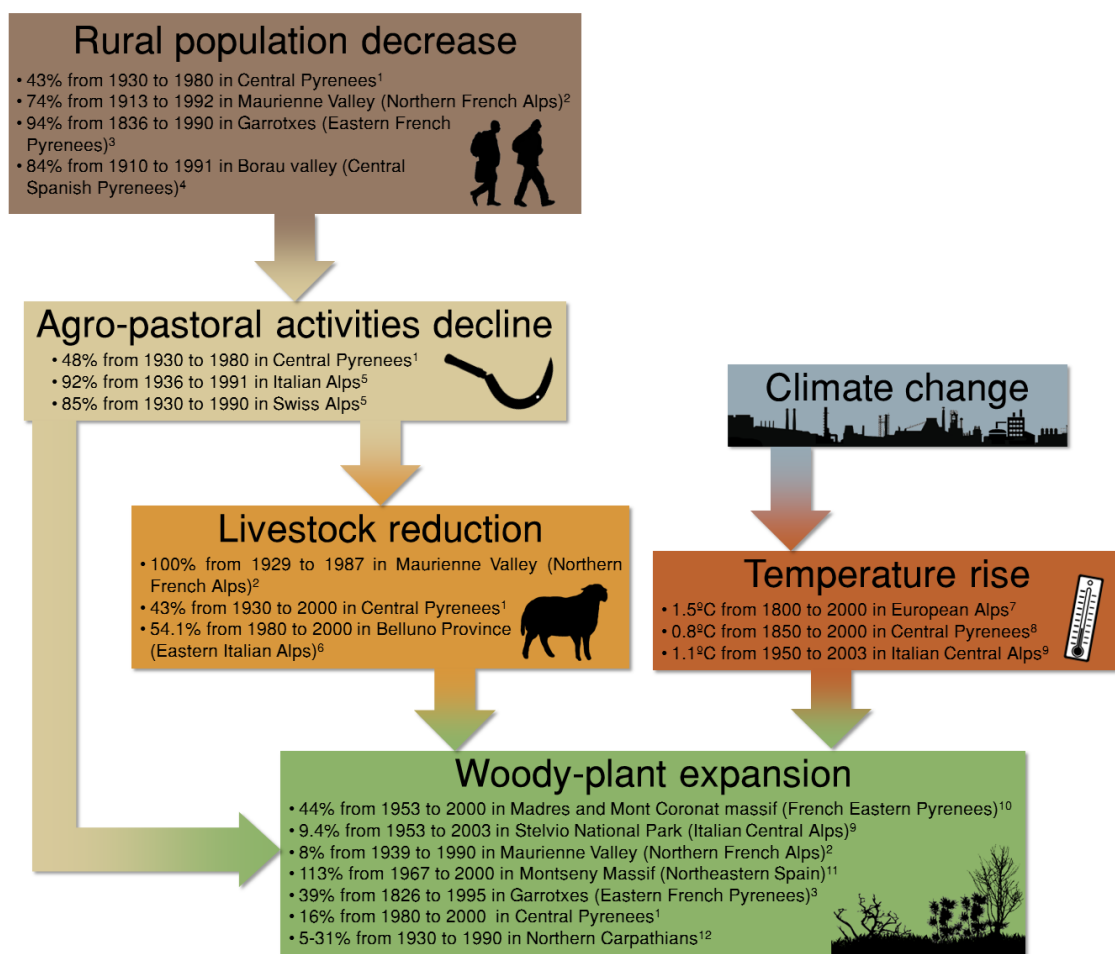 Rural population decrease
• 43% from 1930 to 1980 in Central Pyrenees¹
• 74% from 1913 to 1992 in Maurienne Valley (Northern French Alps)²
• 94% from 1836 to 1990 in Garrotxes (Eastern French
Pyrenees)³
• 84% from 1910 to 1991 in Borau valley (Central
Spanish Pyrenees)⁴
Agro-pastoral activities decline
• 48% from 1930 to 1980 in Central Pyrenees¹
• 92% from 1936 to 1991 in Italian Alps⁵
• 85% from 1930 to 1990 in Swiss Alps⁵
Climate change
Livestock reduction
• 100% from 1929 to 1987 in Maurienne Valley (Northern
French Alps)²
• 43% from 1930 to 2000 in Central Pyrenees¹
• 54.1% from 1980 to 2000 in Belluno Province
(Eastern Italian Alps)⁶
Temperature rise
• 1.5ºC from 1800 to 2000 in European Alps⁷
• 0.8ºC from 1850 to 2000 in Central Pyrenees⁸
• 1.1ºC from 1950 to 2003 in Italian Central Alps⁹
Woody-plant expansion
• 44% from 1953 to 2000 in Madres and Mont Coronat massif (French Eastern Pyrenees)¹⁰
• 9.4% from 1953 to 2003 in Stelvio National Park (Italian Central Alps)⁹
• 8% from 1939 to 1990 in Maurienne Valley (Northern French Alps)²
• 113% from 1967 to 2000 in Montseny Massif (Northeastern Spain)¹¹
• 39% from 1826 to 1995 in Garrotxes (Eastern French Pyrenees)³
• 16% from 1980 to 2000 in Central Pyrenees¹
• 5-31% from 1930 to 1990 in Northern Carpathians¹²